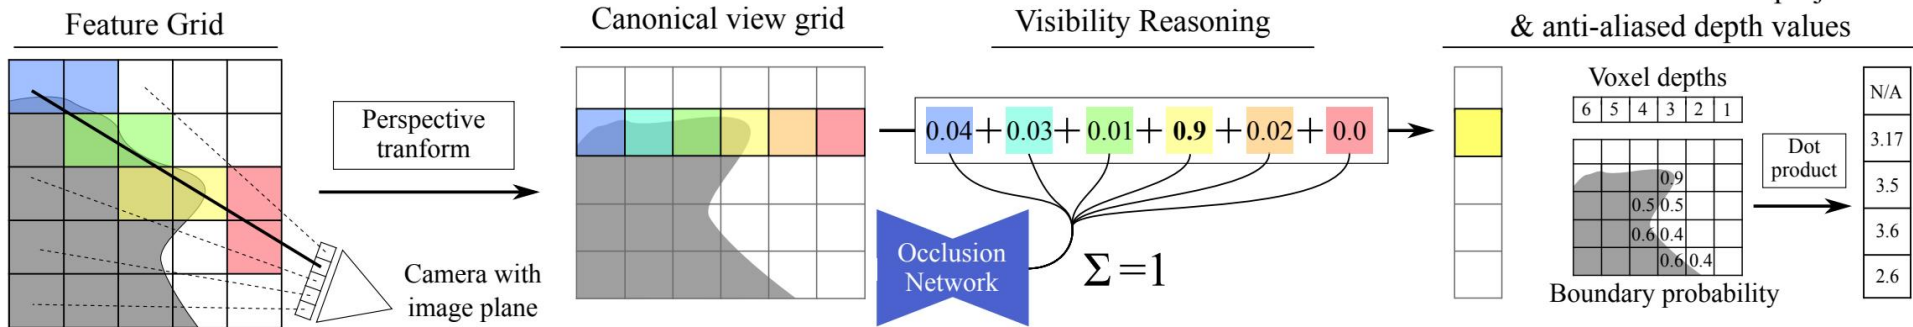 Feature Grid
Perspective
tranform
Camera with
image plane
Canonical view grid
Visibility Reasoning
0.04 + 0.03 + 0.01 + 0.9 + 0.02 + 0.0
Occlusion
Network
Σ =1
& anti-aliased depth values
Voxel depths
6 5 4 3 2 1
0.9
0.5 0.5
0.6 0.4
0.6 0.4
Boundary probability
Dot
product
N/A
3.17
3.5
3.6
2.6